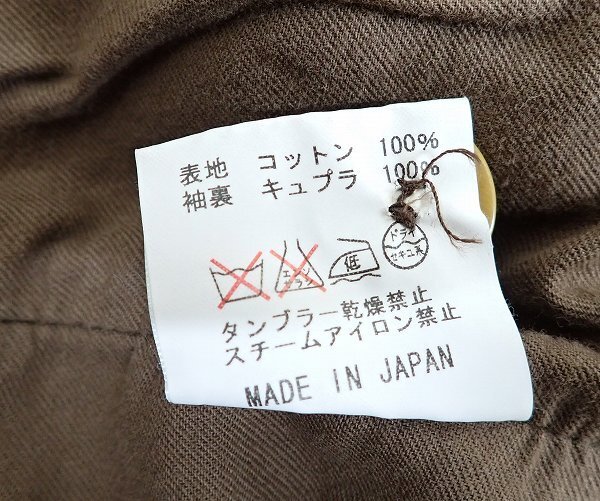 表地 コットン 100%
袖裏 キュプラ 100%
エンソ
サラシ
低
ドライ
セキユ系
タンブラー乾燥禁止
スチームアイロン禁止
MADE IN JAPAN